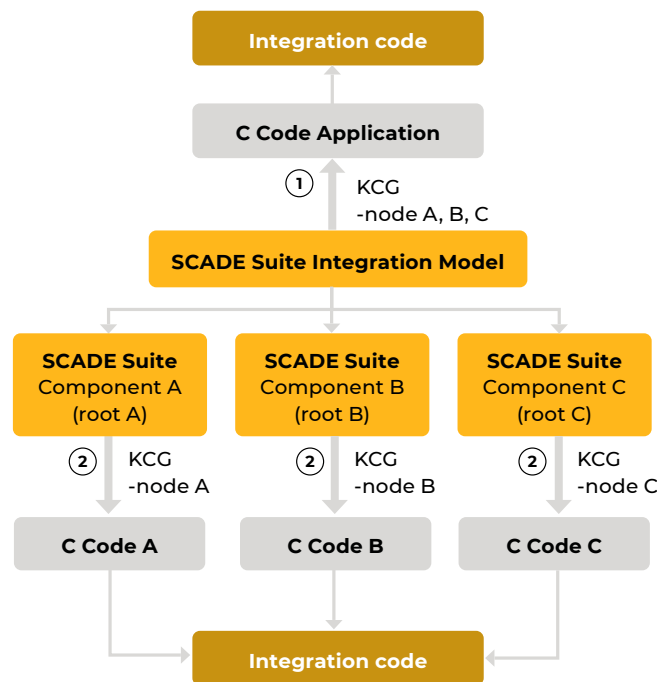 Integration code
C Code Application
1
KCG
-node A, B, C
SCADE Suite Integration Model
SCADE Suite
Component A
(root A)
SCADE Suite
Component B
(root B)
SCADE Suite
Component C
(root C)
2
KCG
-node A
2
KCG
-node B
2
KCG
-node C
C Code A
C Code B
C Code C
Integration code